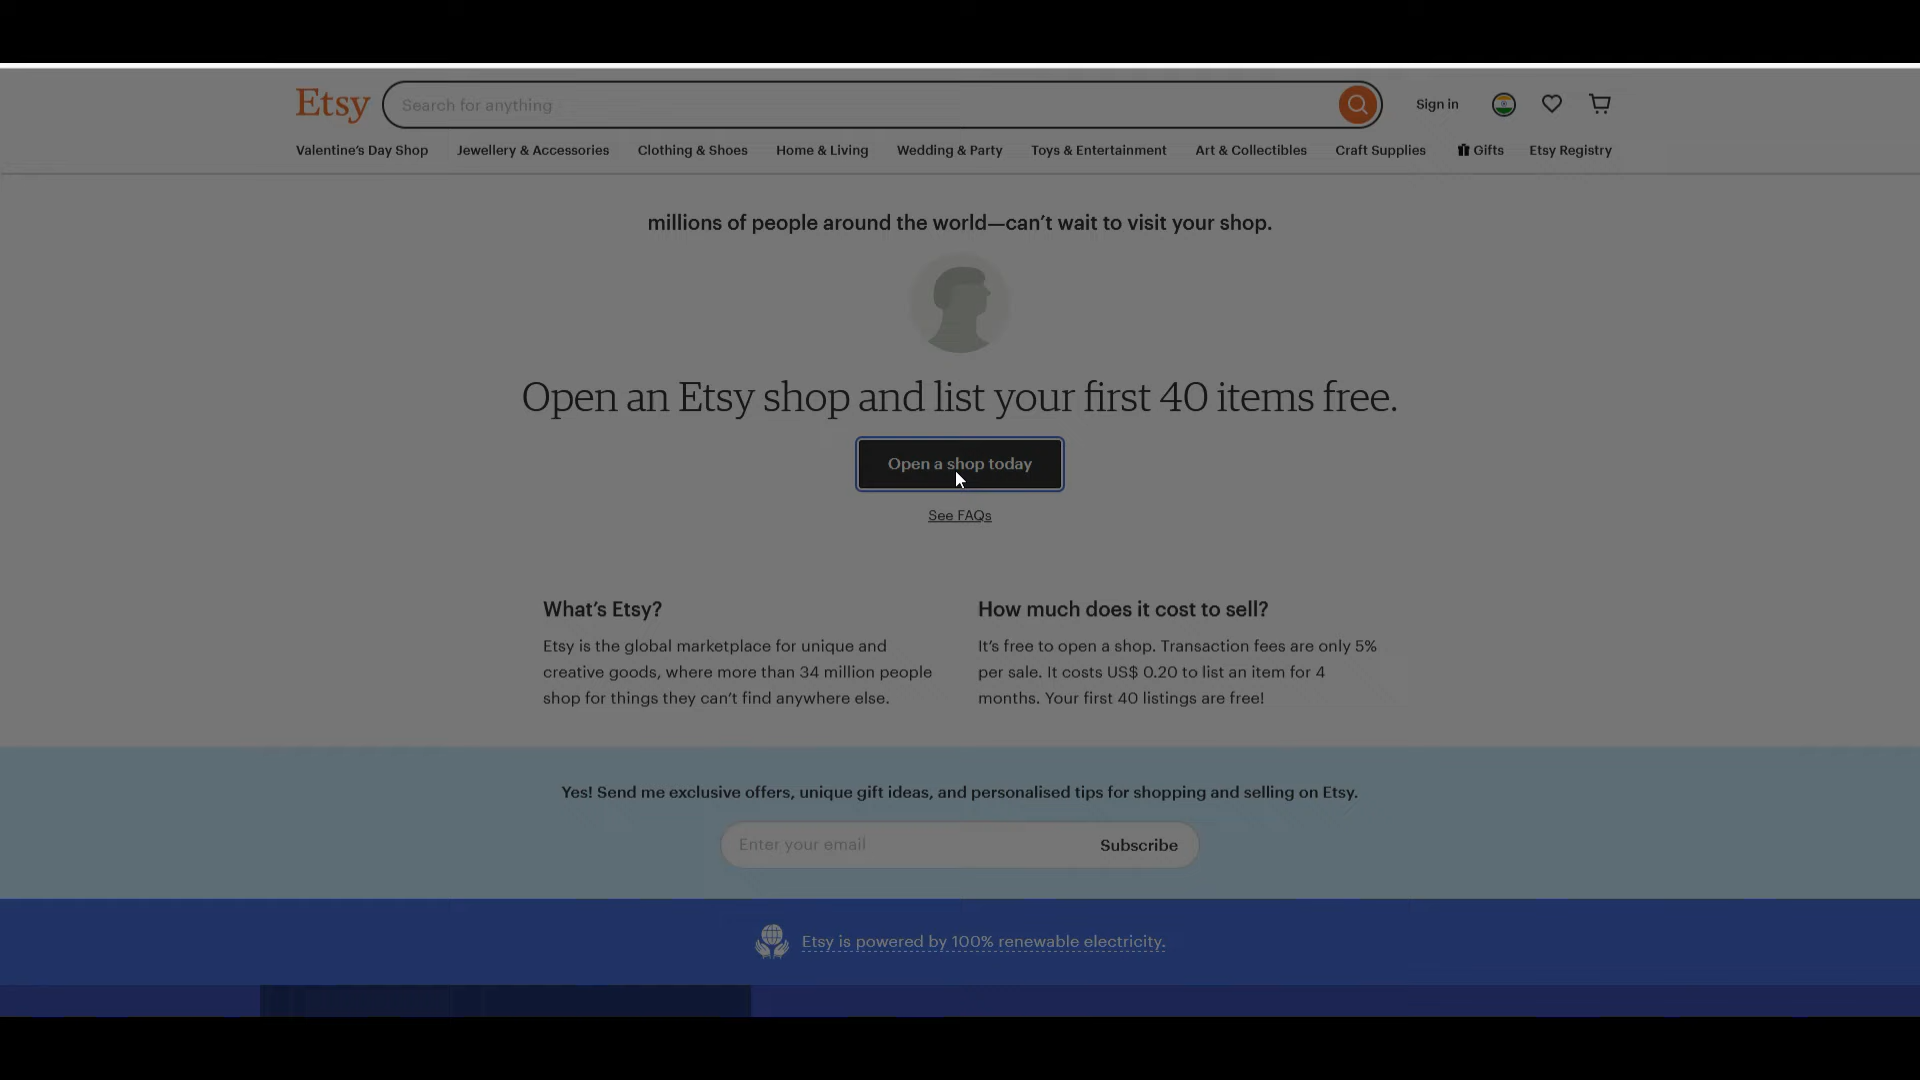 Etsy
Search for anything
Sign in
Valentine's Day Shop
Jewellery & Accessories
Clothing & Shoes
Home & Living
Wedding & Party
Toys & Entertainment
Art & Collectibles
Craft Supplies
Gifts
Etsy Registry
millions of people around the world—can't wait to visit your shop.
Open an Etsy shop and list your first 40 items free.
Open a shop today
See FAQs
What's Etsy?
Etsy is the global marketplace for unique and
creative goods, where more than 34 million people
shop for things they can't find anywhere else.
How much does it cost to sell?
It's free to open a shop. Transaction fees are only 5%
per sale. It costs US$ 0.20 to list an item for 4
months. Your first 40 listings are free!
Yes! Send me exclusive offers, unique gift ideas, and personalised tips for shopping and selling on Etsy.
Enter your email
Subscribe
Etsy is powered by 100% renewable electricity.